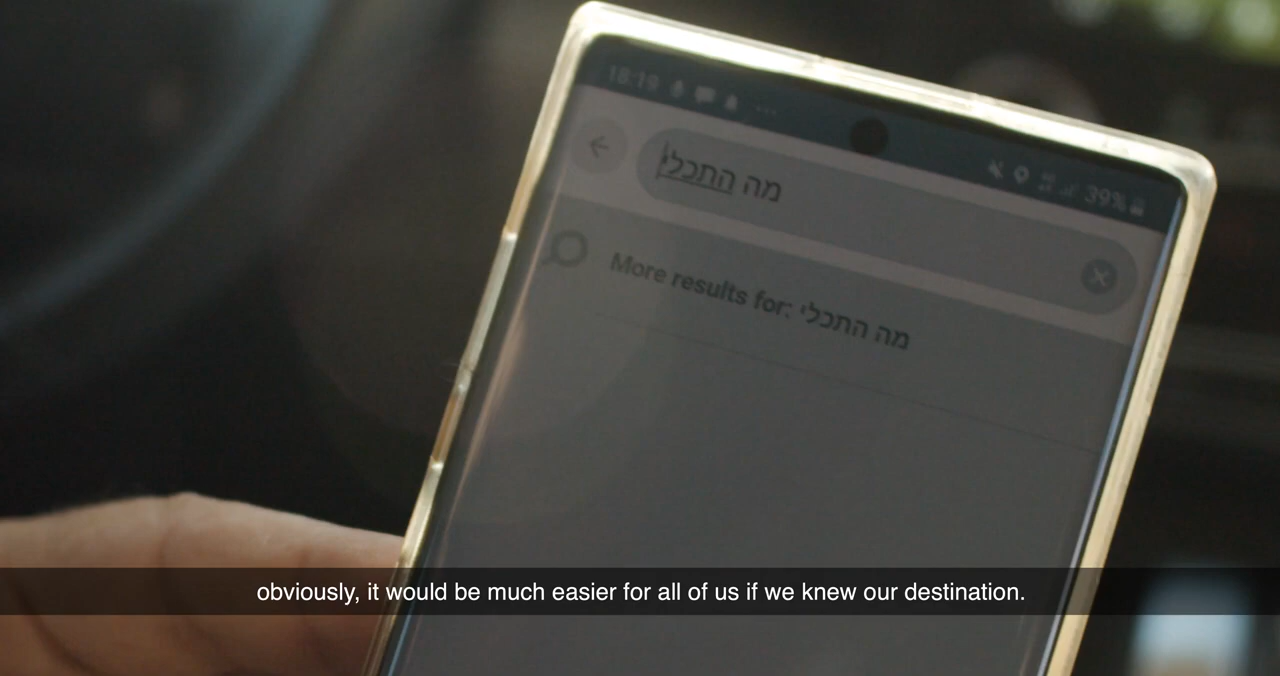 18:19
39%
מה התכלי
More results for: מה התכלי
obviously, it would be much easier for all of us if we knew our destination.